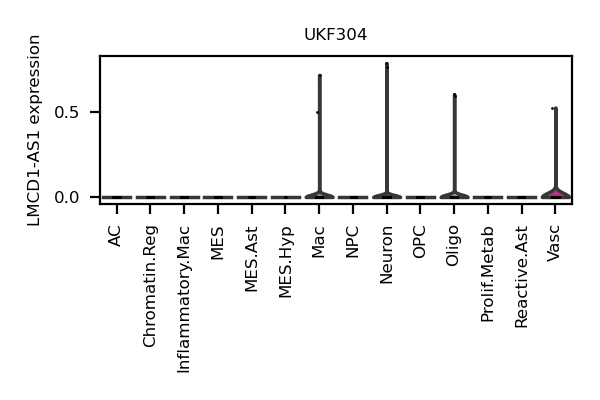 UKF304
LMCD1-AS1 expression
0.5
0.0
AC
Chromatin.Reg
Inflammatory.Mac
MES
MES.Ast
MES.Hyp
Mac
NPC
Neuron
OPC
Oligo
Prolif.Metab
Reactive.Ast
Vasc